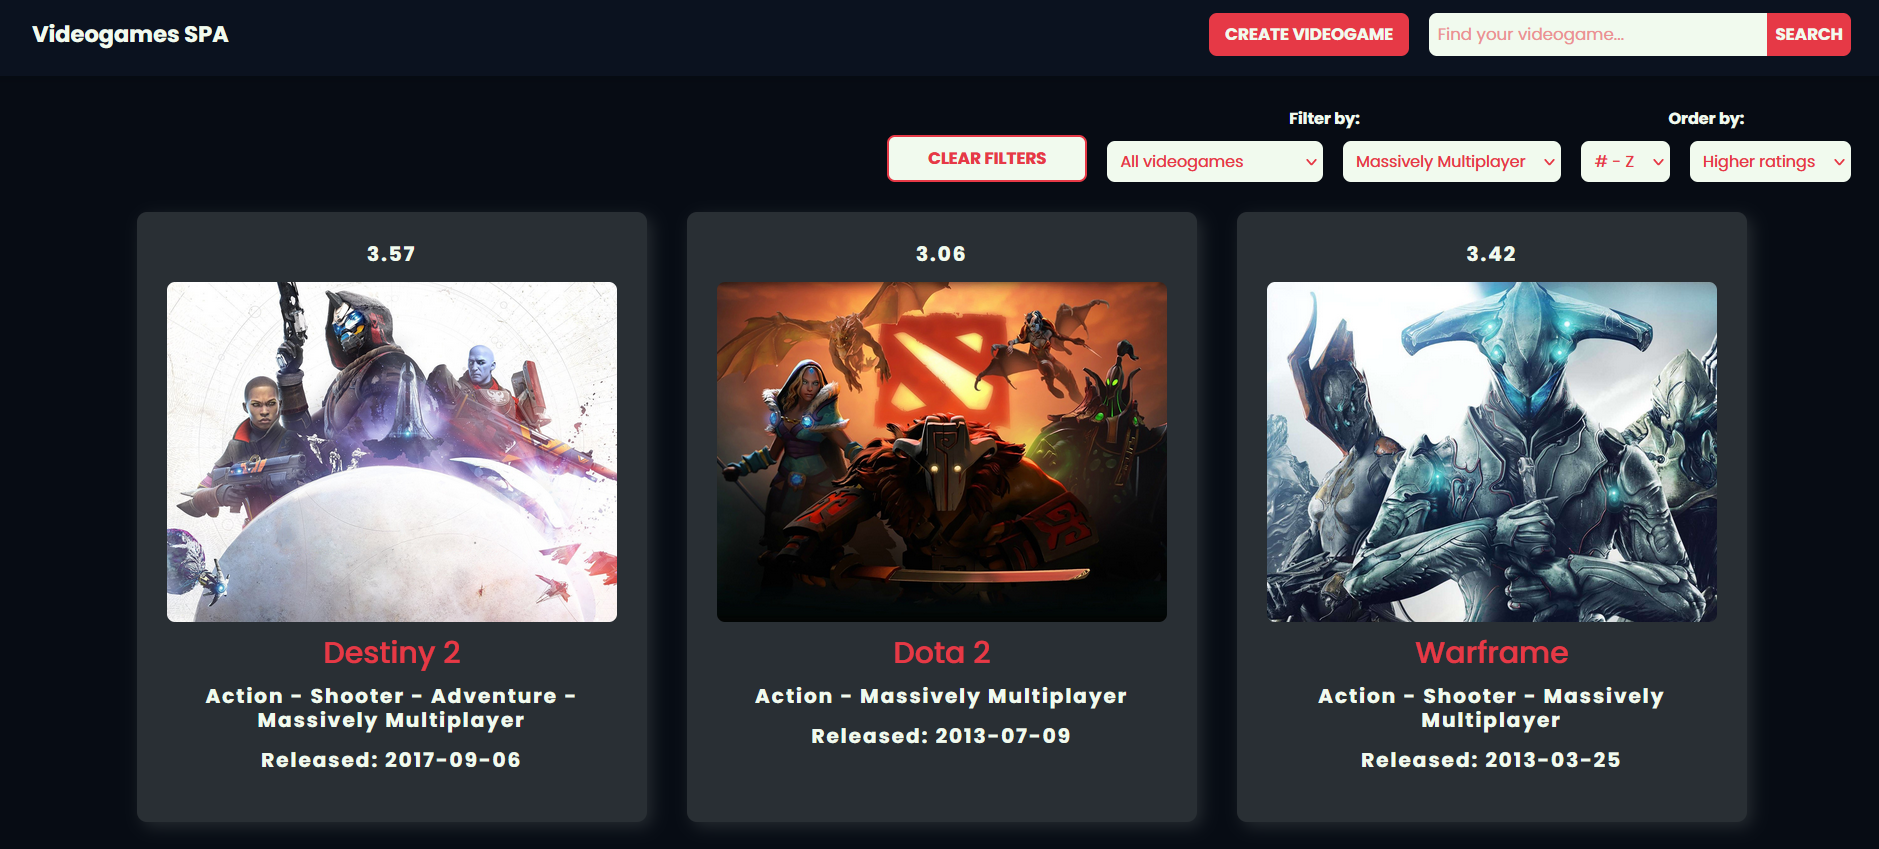 Videogames SPA
CREATE VIDEOGAME
Find your videogame...
SEARCH
Filter by:
Order by:
CLEAR FILTERS
All videogames
Massively Multiplayer
# - Z
Higher ratings
3.57
Destiny 2
Action - Shooter - Adventure -
Massively Multiplayer
Released: 2017-09-06
3.06
Dota 2
Action - Massively Multiplayer
Released: 2013-07-09
3.42
Warframe
Action - Shooter - Massively
Multiplayer
Released: 2013-03-25